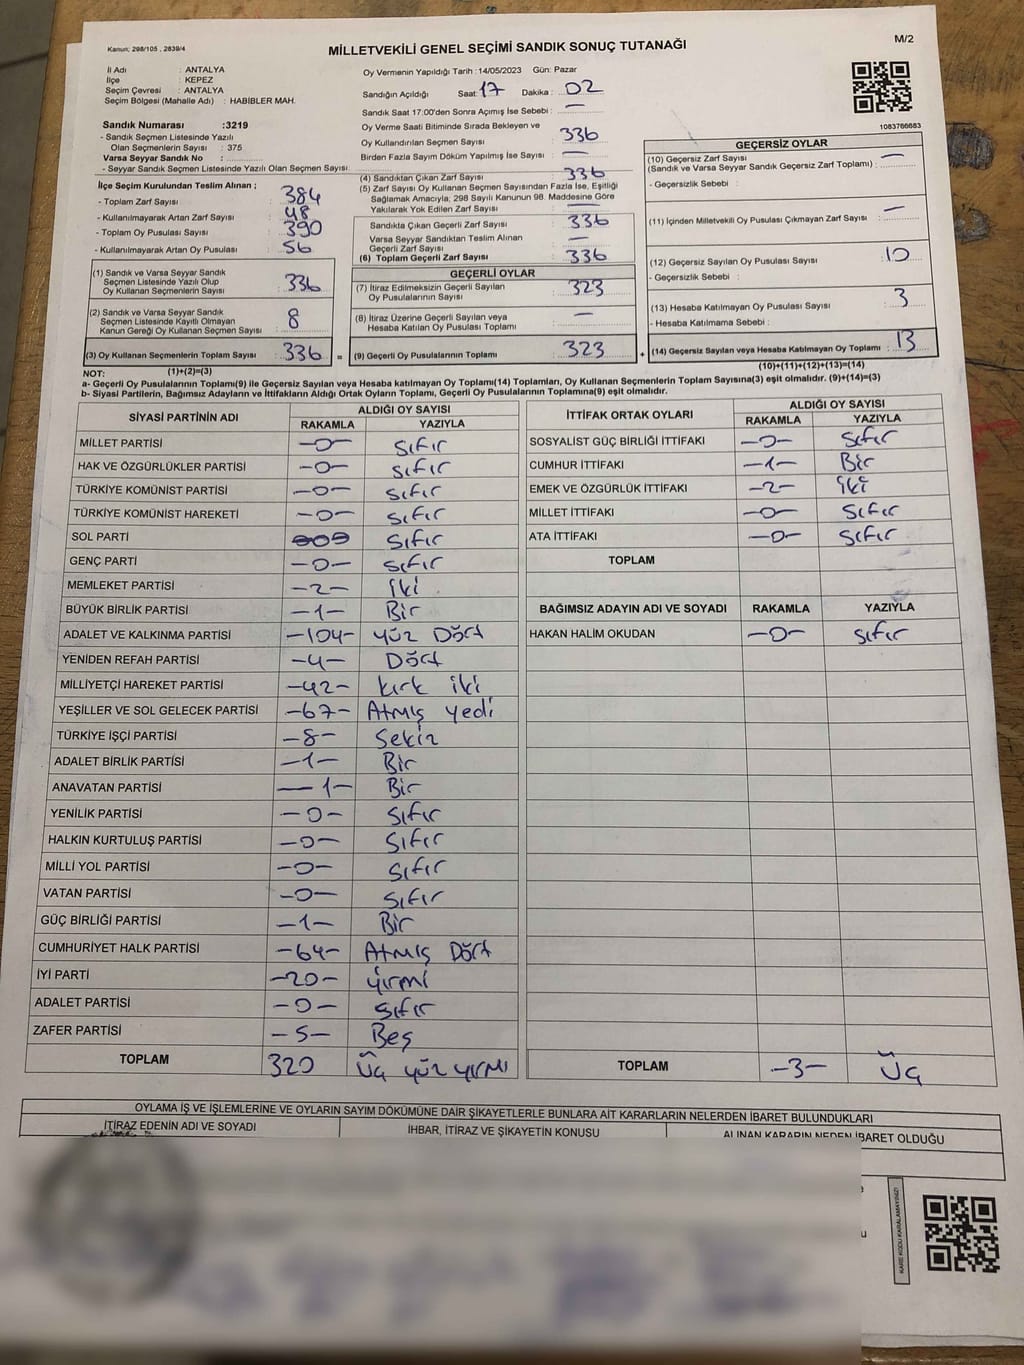 Kanun; 298/105 , 2839/4
MİLLETVEKİLİ GENEL SEÇİMİ SANDIK SONUÇ TUTANAĞI
M/2
İl Adı : ANTALYA
İlçe : KEPEZ
Seçim Çevresi : ANTALYA
Seçim Bölgesi (Mahalle Adı) : HABİBLER MAH.
Oy Vermenin Yapıldığı Tarih : 14/05/2023 Gün: Pazar
Sandığın Açıldığı Saat: 17 Dakika : 02
Sandık Saat 17:00'den Sonra Açımış İse Sebebi : —
Oy Verme Saati Bitiminde Sırada Bekleyen ve
Oy Kullandırılan Seçmen Sayısı : 336
Birden Fazla Sayım Döküm Yapılmış İse Sayısı : —
1083766683
Sandık Numarası :3219
- Sandık Seçmen Listesinde Yazılı
Olan Seçmenlerin Sayısı : 375
Varsa Seyyar Sandık No :
- Seyyar Sandık Seçmen Listesinde Yazılı Olan Seçmen Sayısı:
İlçe Seçim Kurulundan Teslim Alınan ;
- Toplam Zarf Sayısı : 384
- Kullanılmayarak Artan Zarf Sayısı : 48
- Toplam Oy Pusulası Sayısı : 390
- Kullanılmayarak Artan Oy Pusulası : 56
(4) Sandıktan Çıkan Zarf Sayısı : 336
(5) Zarf Sayısı Oy Kullanan Seçmen Sayısından Fazla İse, Eşitliği
Sağlamak Amacıyla; 298 Sayılı Kanunun 98. Maddesine Göre
Yakılarak Yok Edilen Zarf Sayısı : —
Sandıkta Çıkan Geçerli Zarf Sayısı : 336
Varsa Seyyar Sandıktan Teslim Alınan
Geçerli Zarf Sayısı : —
(6) Toplam Geçerli Zarf Sayısı : 336
GEÇERSİZ OYLAR
(10) Geçersiz Zarf Sayısı
(Sandık ve Varsa Seyyar Sandık Geçersiz Zarf Toplamı) : —
- Geçersizlik Sebebi :
(11) İçinden Milletvekili Oy Pusulası Çıkmayan Zarf Sayısı : —
(12) Geçersiz Sayılan Oy Pusulası Sayısı : 10
- Geçersizlik Sebebi :
(13) Hesaba Katılmayan Oy Pusulası Sayısı : 3
- Hesaba Katılmama Sebebi :
(14) Geçersiz Sayılan veya Hesaba Katılmayan Oy Toplamı : 13
(10)+(11)+(12)+(13)=(14)
(1) Sandık ve Varsa Seyyar Sandık
Seçmen Listesinde Yazılı Olup
Oy Kullanan Seçmenlerin Sayısı : 336
(2) Sandık ve Varsa Seyyar Sandık
Seçmen Listesinde Kayıtlı Olmayan
Kanun Gereği Oy Kullanan Seçmen Sayısı : 8
(3) Oy Kullanan Seçmenlerin Toplam Sayısı : 336 =
GEÇERLİ OYLAR
(7) İtiraz Edilmeksizin Geçerli Sayılan
Oy Pusulalarının Sayısı : 323
(8) İtiraz Üzerine Geçerli Sayılan veya
Hesaba Katılan Oy Pusulası Toplamı : —
(9) Geçerli Oy Pusulalarının Toplamı : 323 +
NOT: (1)+(2)=(3)
a- Geçerli Oy Pusulalarının Toplamı(9) ile Geçersiz Sayılan veya Hesaba katılmayan Oy Toplamı(14) Toplamları, Oy Kullanan Seçmenlerin Toplam Sayısına(3) eşit olmalıdır. (9)+(14)=(3)
b- Siyasi Partilerin, Bağımsız Adayların ve İttifakların Aldığı Ortak Oyların Toplamı, Geçerli Oy Pusulalarının Toplamına(9) eşit olmalıdır.
SİYASİ PARTİNİN ADI ALDIĞI OY SAYISI
RAKAMLA YAZIYLA
MİLLET PARTİSİ -0- Sıfır
HAK VE ÖZGÜRLÜKLER PARTİSİ -0- Sıfır
TÜRKİYE KOMÜNİST PARTİSİ -0- Sıfır
TÜRKİYE KOMÜNİST HAREKETİ -0- Sıfır
SOL PARTİ Sıfır
GENÇ PARTİ -0- Sıfır
MEMLEKET PARTİSİ -2- İki
BÜYÜK BİRLİK PARTİSİ -1- Bir
ADALET VE KALKINMA PARTİSİ -104- Yüz Dört
YENİDEN REFAH PARTİSİ -4- Dört
MİLLİYETÇİ HAREKET PARTİSİ -42- kırk iki
YEŞİLLER VE SOL GELECEK PARTİSİ -67- Atmış yedi
TÜRKİYE İŞÇİ PARTİSİ -8- Sekiz
ADALET BİRLİK PARTİSİ -1- Bir
ANAVATAN PARTİSİ -1- Bir
YENİLİK PARTİSİ -0- Sıfır
HALKIN KURTULUŞ PARTİSİ -0- Sıfır
MİLLİ YOL PARTİSİ -0- Sıfır
VATAN PARTİSİ -0- Sıfır
GÜÇ BİRLİĞİ PARTİSİ -1- Bir
CUMHURİYET HALK PARTİSİ -64- Atmış Dört
İYİ PARTİ -20- yirmi
ADALET PARTİSİ -0- Sıfır
ZAFER PARTİSİ -5- Beş
TOPLAM 320 Üç yüz yirmi
İTTİFAK ORTAK OYLARI ALDIĞI OY SAYISI
RAKAMLA YAZIYLA
SOSYALİST GÜÇ BİRLİĞİ İTTİFAKI -0- Sıfır
CUMHUR İTTİFAKI -1- Bir
EMEK VE ÖZGÜRLÜK İTTİFAKI -2- İki
MİLLET İTTİFAKI -0- Sıfır
ATA İTTİFAKI -0- Sıfır
TOPLAM
BAĞIMSIZ ADAYIN ADI VE SOYADI RAKAMLA YAZIYLA
HAKAN HALİM OKUDAN -0- Sıfır
TOPLAM -3- Üç
OYLAMA İŞ VE İŞLEMLERİNE VE OYLARIN SAYIM DÖKÜMÜNE DAİR ŞİKAYETLERLE BUNLARA AİT KARARLARIN NELERDEN İBARET BULUNDUKLARI
İTİRAZ EDENİN ADI VE SOYADI İHBAR, İTİRAZ VE ŞİKAYETİN KONUSU ALINAN KARARIN NEDEN İBARET OLDUĞU
KARE KODU KARALAMAYINIZ!